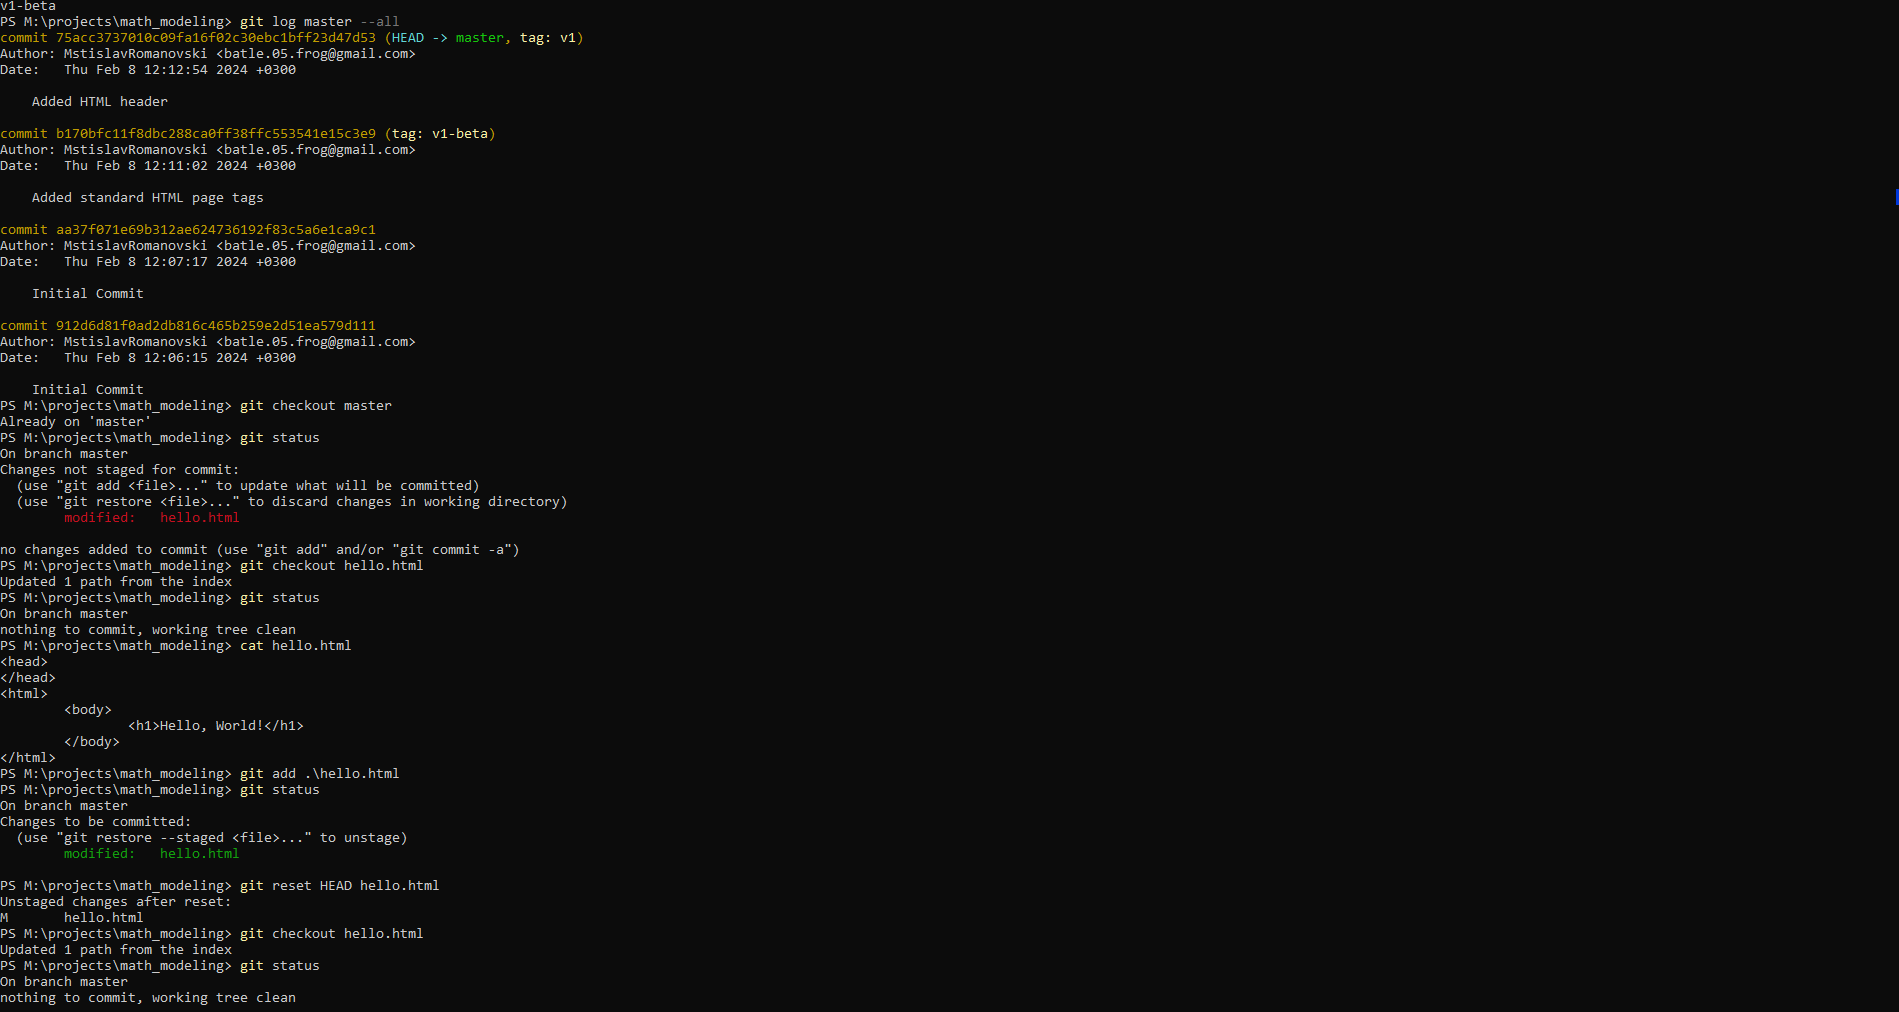 v1-beta
PS M:\projects\math_modeling> git log master --all
commit 75acc3737010c09fa16f02c30ebc1bff23d47d53 (HEAD -> master, tag: v1)
Author: MstislavRomanovski <batle.05.frog@gmail.com>
Date:   Thu Feb 8 12:12:54 2024 +0300
    Added HTML header
commit b170bfc11f8dbc288ca0ff38ffc553541e15c3e9 (tag: v1-beta)
Author: MstislavRomanovski <batle.05.frog@gmail.com>
Date:   Thu Feb 8 12:11:02 2024 +0300
    Added standard HTML page tags
commit aa37f071e69b312ae624736192f83c5a6e1ca9c1
Author: MstislavRomanovski <batle.05.frog@gmail.com>
Date:   Thu Feb 8 12:07:17 2024 +0300
    Initial Commit
commit 912d6d81f0ad2db816c465b259e2d51ea579d111
Author: MstislavRomanovski <batle.05.frog@gmail.com>
Date:   Thu Feb 8 12:06:15 2024 +0300
    Initial Commit
PS M:\projects\math_modeling> git checkout master
Already on 'master'
PS M:\projects\math_modeling> git status
On branch master
Changes not staged for commit:
  (use "git add <file>..." to update what will be committed)
  (use "git restore <file>..." to discard changes in working directory)
        modified:   hello.html
no changes added to commit (use "git add" and/or "git commit -a")
PS M:\projects\math_modeling> git checkout hello.html
Updated 1 path from the index
PS M:\projects\math_modeling> git status
On branch master
nothing to commit, working tree clean
PS M:\projects\math_modeling> cat hello.html
<head>
</head>
<html>
        <body>
                <h1>Hello, World!</h1>
        </body>
</html>
PS M:\projects\math_modeling> git add .\hello.html
PS M:\projects\math_modeling> git status
On branch master
Changes to be committed:
  (use "git restore --staged <file>..." to unstage)
        modified:   hello.html
PS M:\projects\math_modeling> git reset HEAD hello.html
Unstaged changes after reset:
M       hello.html
PS M:\projects\math_modeling> git checkout hello.html
Updated 1 path from the index
PS M:\projects\math_modeling> git status
On branch master
nothing to commit, working tree clean